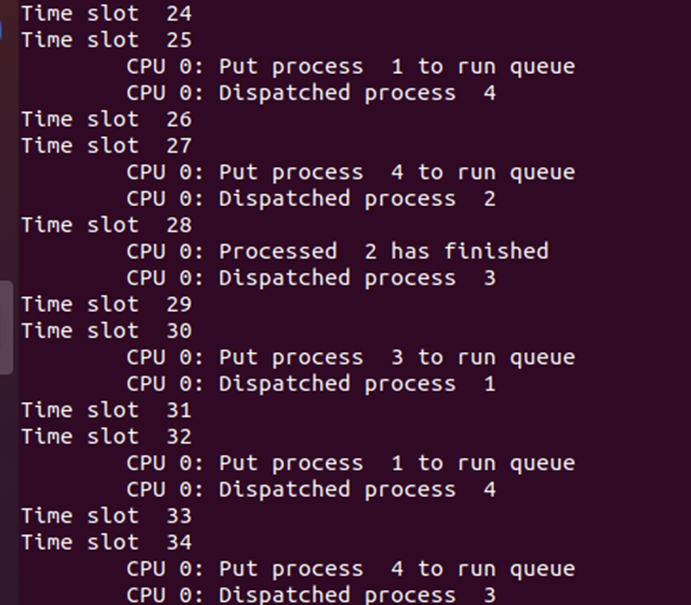 Time slot  24
Time slot  25
        CPU 0: Put process  1 to run queue
        CPU 0: Dispatched process  4
Time slot  26
Time slot  27
        CPU 0: Put process  4 to run queue
        CPU 0: Dispatched process  2
Time slot  28
        CPU 0: Processed  2 has finished
        CPU 0: Dispatched process  3
Time slot  29
Time slot  30
        CPU 0: Put process  3 to run queue
        CPU 0: Dispatched process  1
Time slot  31
Time slot  32
        CPU 0: Put process  1 to run queue
        CPU 0: Dispatched process  4
Time slot  33
Time slot  34
        CPU 0: Put process  4 to run queue
        CPU 0: Dispatched process  3